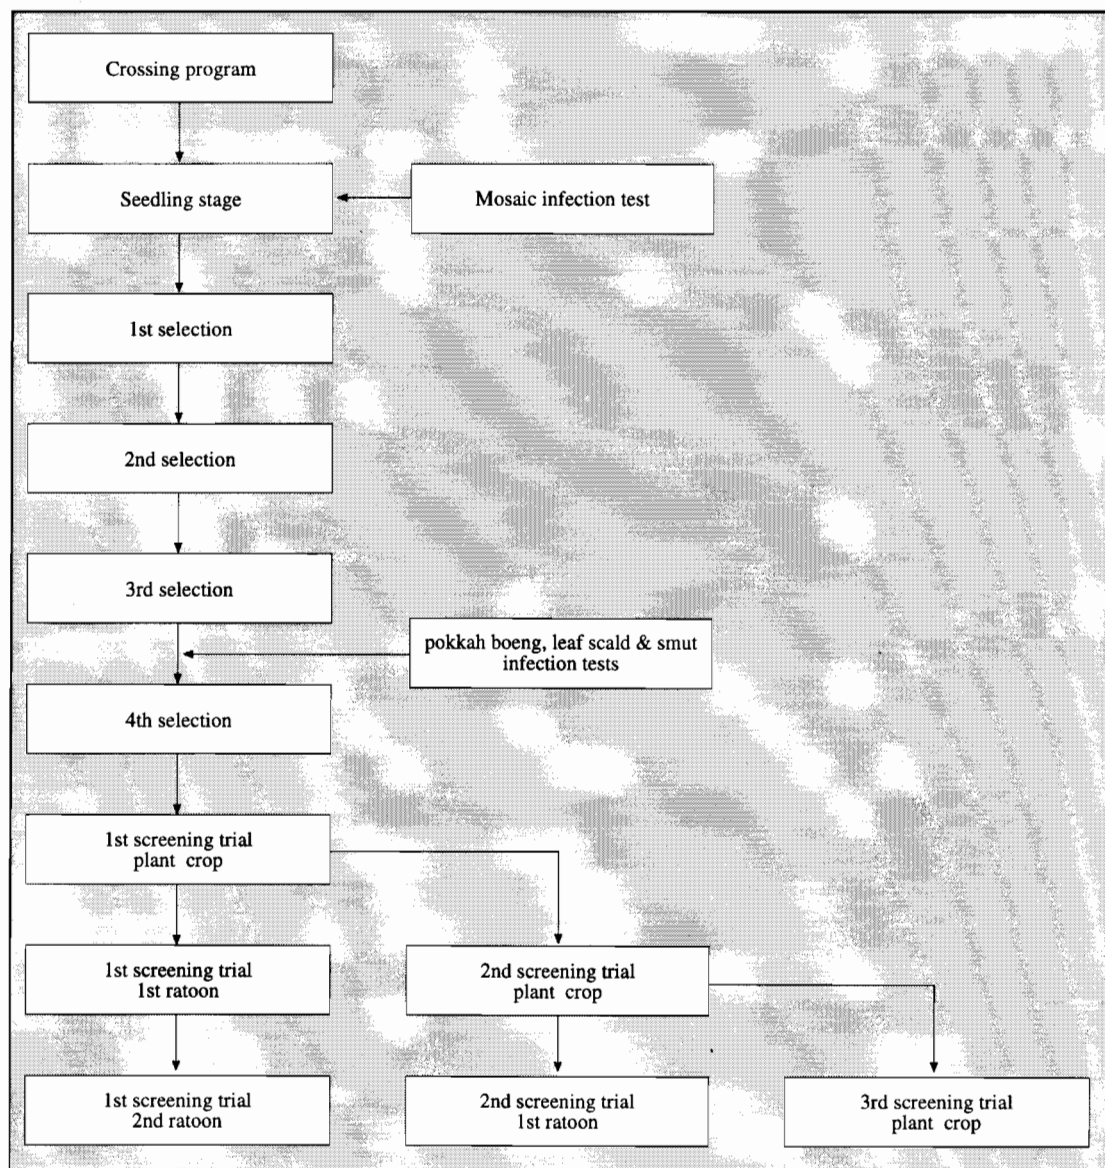 Crossing program
Seedling stage
Mosaic infection test
1st selection
2nd selection
3rd selection
pokkah boeng, leaf scald & smut
infection tests
4th selection
1st screening trial
plant crop
1st screening trial
1st ratoon
2nd screening trial
plant crop
1st screening trial
2nd ratoon
2nd screening trial
1st ratoon
3rd screening trial
plant crop